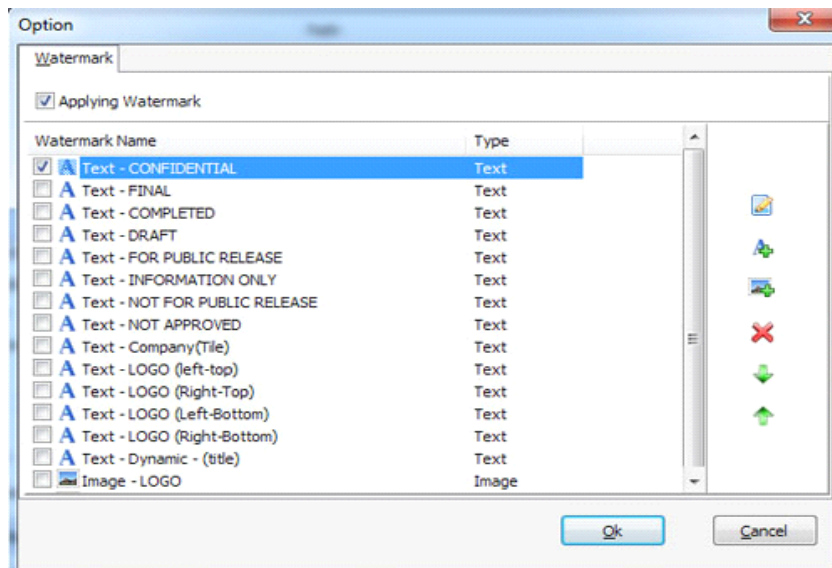 Option
Watermark
Applying Watermark
Watermark Name Type
Text - CONFIDENTIAL Text
Text - FINAL Text
Text - COMPLETED Text
Text - DRAFT Text
Text - FOR PUBLIC RELEASE Text
Text - INFORMATION ONLY Text
Text - NOT FOR PUBLIC RELEASE Text
Text - NOT APPROVED Text
Text - Company(Tile) Text
Text - LOGO (left-top) Text
Text - LOGO (Right-Top) Text
Text - LOGO (Left-Bottom) Text
Text - LOGO (Right-Bottom) Text
Text - Dynamic - (title) Text
Image - LOGO Image
Ok Cancel